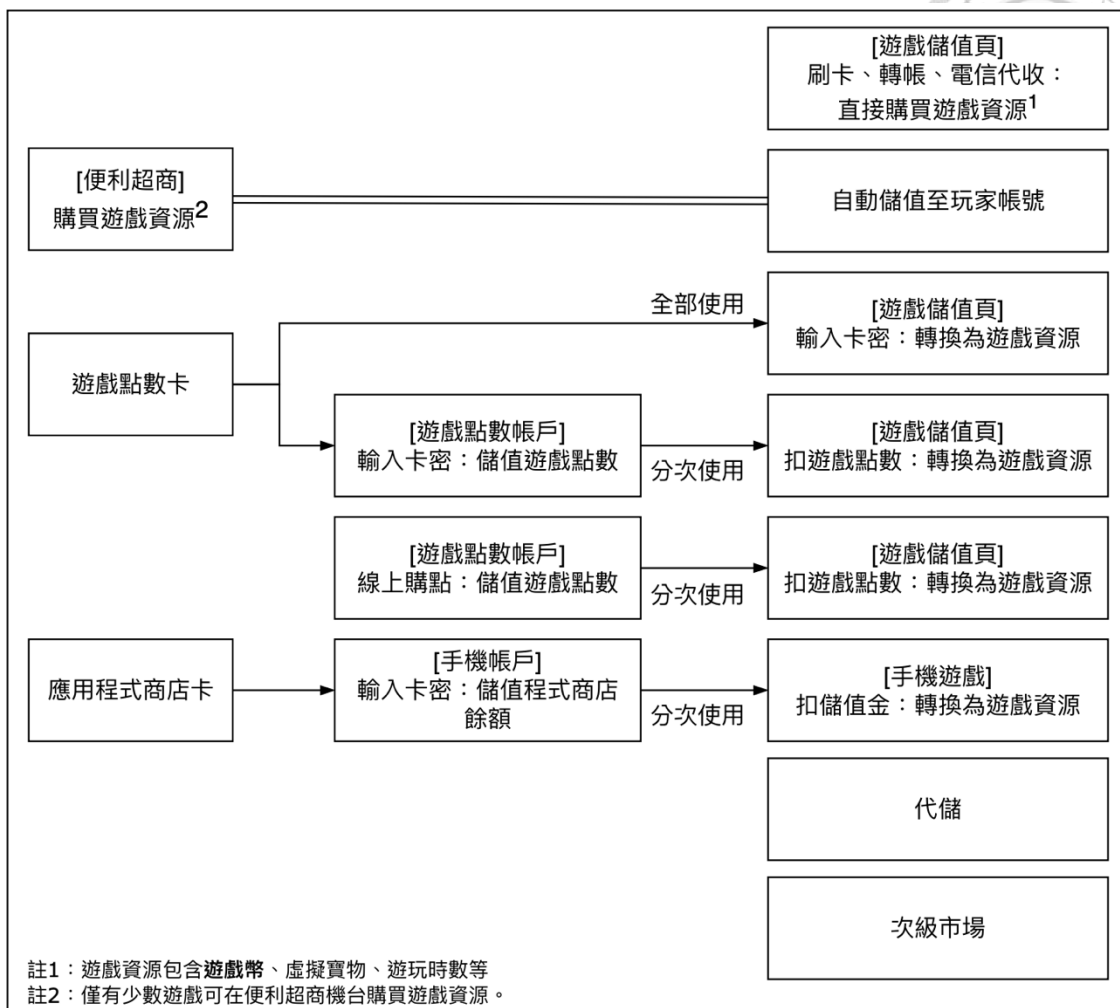 [遊戲儲值頁]
刷卡、轉帳、電信代收：
直接購買遊戲資源1
[便利超商]
購買遊戲資源2
自動儲值至玩家帳號
遊戲點數卡
全部使用
[遊戲儲值頁]
輸入卡密：轉換為遊戲資源
[遊戲點數帳戶]
輸入卡密：儲值遊戲點數
分次使用
[遊戲儲值頁]
扣遊戲點數：轉換為遊戲資源
[遊戲點數帳戶]
線上購點：儲值遊戲點數
分次使用
[遊戲儲值頁]
扣遊戲點數：轉換為遊戲資源
應用程式商店卡
[手機帳戶]
輸入卡密：儲值程式商店
餘額
分次使用
[手機遊戲]
扣儲值金：轉換為遊戲資源
代儲
次級市場
註1：遊戲資源包含遊戲幣、虛擬寶物、遊玩時數等
註2：僅有少數遊戲可在便利超商機台購買遊戲資源。